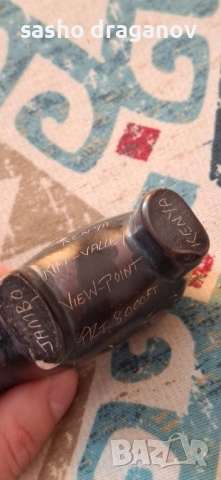 sasho draganov
KENYA
KENYA
RIFT-VALLEY
VIEW-POINT
ALT. 8000FT
JAMBO
BAZAR
bg